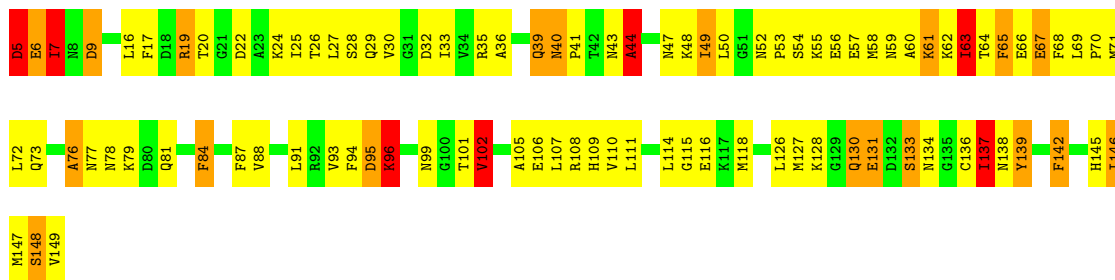 D5 E6 I7 N8 D9 L16 F17 D18 R19 T20 G21 D22 A23 K24 I25 T26 L27 S28 Q29 V30 G31 D32 I33 V34 R35 A36 Q39 N40 P41 T42 N43 A44 N47 K48 I49 L50 G51 N52 P53 S54 K55 E56 E57 M58 N59 A60 K61 K62 I63 T64 F65 E66 E67 F68 L69 P70
L72 Q73 A76 N77 N78 K79 D80 Q81 F84 F87 V88 L91 R92 V93 F94 D95 K96 N99 G100 T101 V102 A105 E106 L107 R108 H109 V110 L111 L114 G115 E116 K117 M118 L126 M127 K128 G129 Q130 E131 D132 S133 N134 G135 C136 I137 N138 Y139 F142 H145 I146
M147 S148 V149